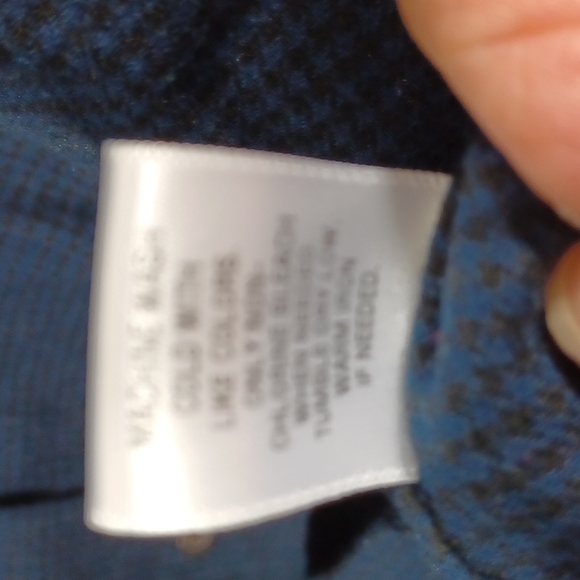 MACHINE WASH
COLD WITH
LIKE COLORS
ONLY NON-
CHLORINE BLEACH
WHEN NEEDED
TUMBLE DRY LOW
WARM IRON
IF NEEDED.